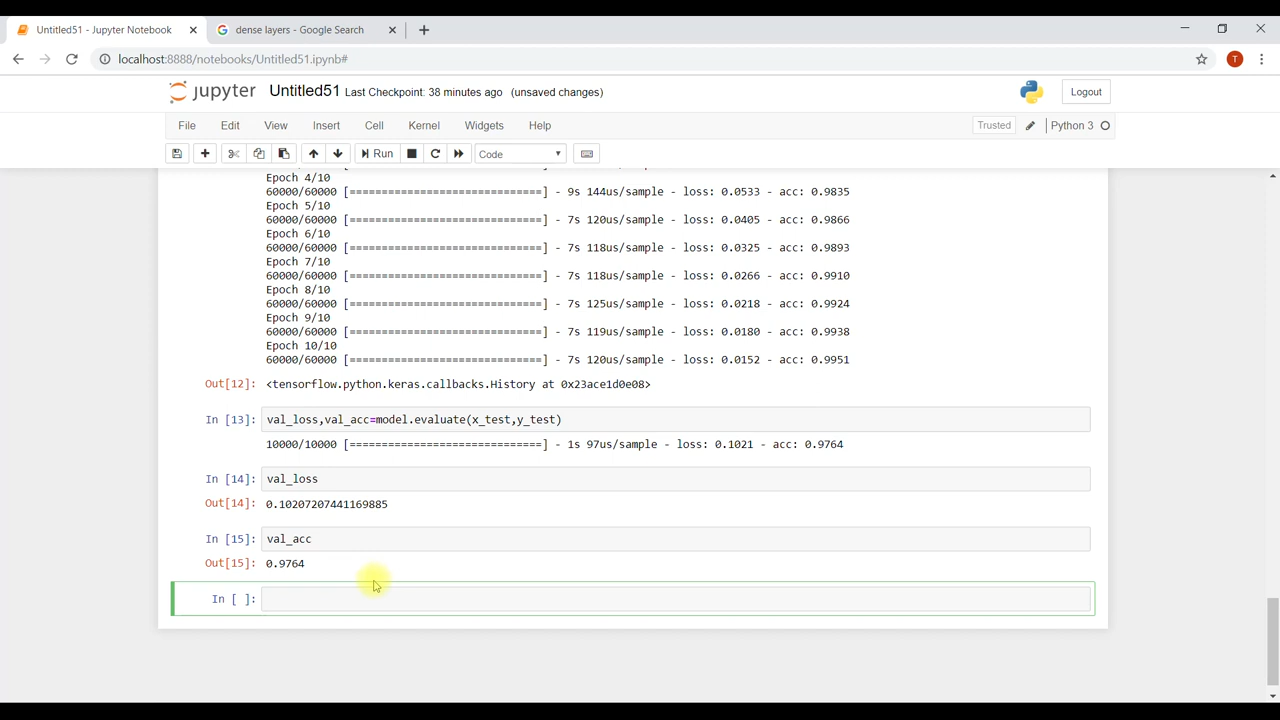 Untitled51 - Jupyter Notebook
dense layers - Google Search
localhost:8888/notebooks/Untitled51.ipynb#
T
jupyter Untitled51 Last Checkpoint: 38 minutes ago (unsaved changes)
Logout
File Edit View Insert Cell Kernel Widgets Help
Trusted Python 3
Run Code
Epoch 4/10
60000/60000 [==============================] - 9s 144us/sample - loss: 0.0533 - acc: 0.9835
Epoch 5/10
60000/60000 [==============================] - 7s 120us/sample - loss: 0.0405 - acc: 0.9866
Epoch 6/10
60000/60000 [==============================] - 7s 118us/sample - loss: 0.0325 - acc: 0.9893
Epoch 7/10
60000/60000 [==============================] - 7s 118us/sample - loss: 0.0266 - acc: 0.9910
Epoch 8/10
60000/60000 [==============================] - 7s 125us/sample - loss: 0.0218 - acc: 0.9924
Epoch 9/10
60000/60000 [==============================] - 7s 119us/sample - loss: 0.0180 - acc: 0.9938
Epoch 10/10
60000/60000 [==============================] - 7s 120us/sample - loss: 0.0152 - acc: 0.9951
Out[12]: <tensorflow.python.keras.callbacks.History at 0x23ace1d0e08>
In [13]: val_loss,val_acc=model.evaluate(x_test,y_test)
10000/10000 [==============================] - 1s 97us/sample - loss: 0.1021 - acc: 0.9764
In [14]: val_loss
Out[14]: 0.10207207441169885
In [15]: val_acc
Out[15]: 0.9764
In [ ]: